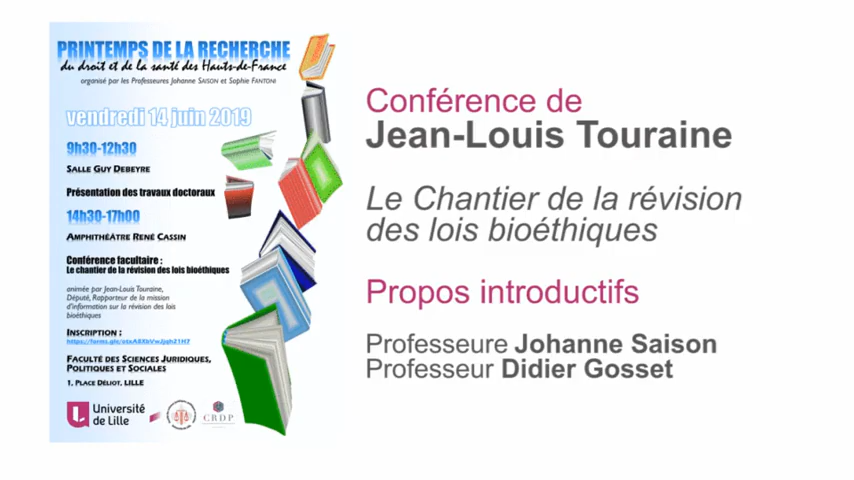 PRINTEMPS DE LA RECHERCHE
du droit et de la santé des Hauts-de-France
organisé par les Professeures Johanne SAISON et Sophie FANTONI
vendredi 14 juin 2019
9h30-12h30
SALLE GUY DEBEYRE
Présentation des travaux doctoraux
14h30-17h00
AMPHITHÉÂTRE RENÉ CASSIN
Conférence facultaire :
Le chantier de la révision des lois bioéthiques
animée par Jean-Louis Touraine,
Député, Rapporteur de la mission
d'information sur la révision des lois
bioéthiques
INSCRIPTION :
FACULTÉ DES SCIENCES JURIDIQUES,
POLITIQUES ET SOCIALES
1, PLACE DÉLIOT, LILLE
Université
de Lille
CRDP
Conférence de
Jean-Louis Touraine
Le Chantier de la révision
des lois bioéthiques
Propos introductifs
Professeure Johanne Saison
Professeur Didier Gosset